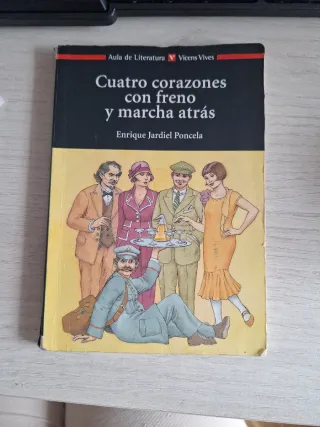 Aula de Literatura V Vicens Vives
Cuatro corazones
con freno
y marcha atrás
Enrique Jardiel Poncela